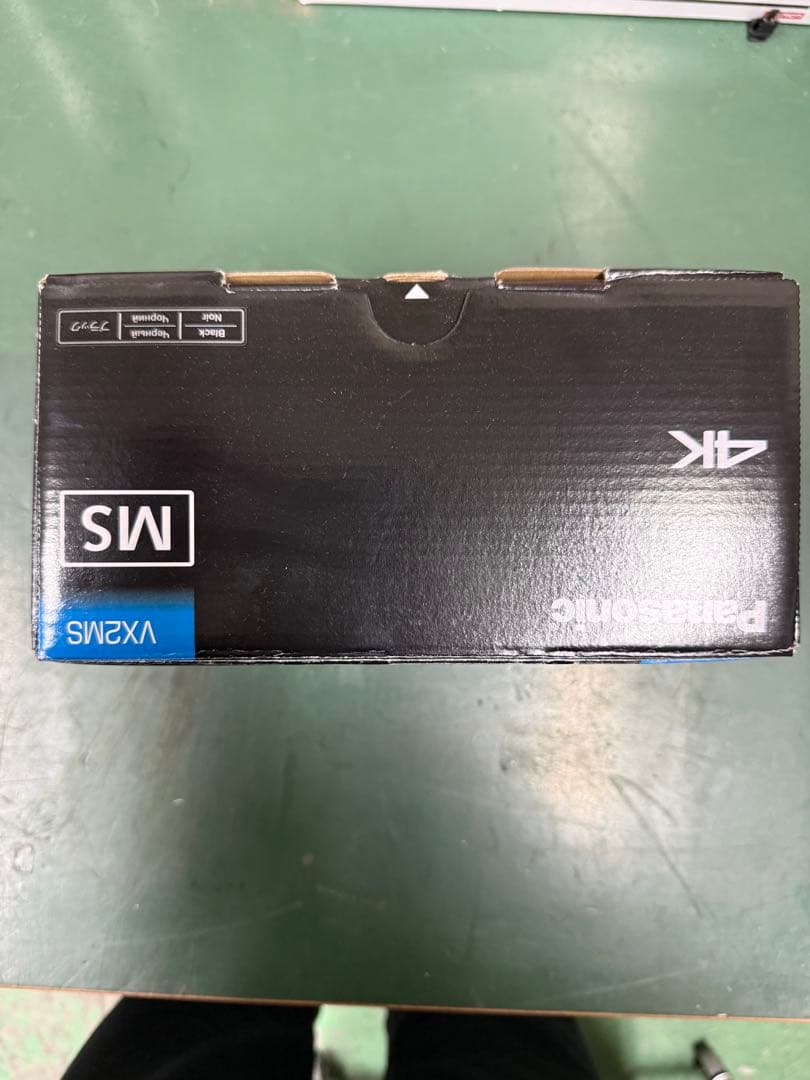 Panasonic
VX2MS
MS
4K
Black
Noir
Черный
Чорний
ブラック